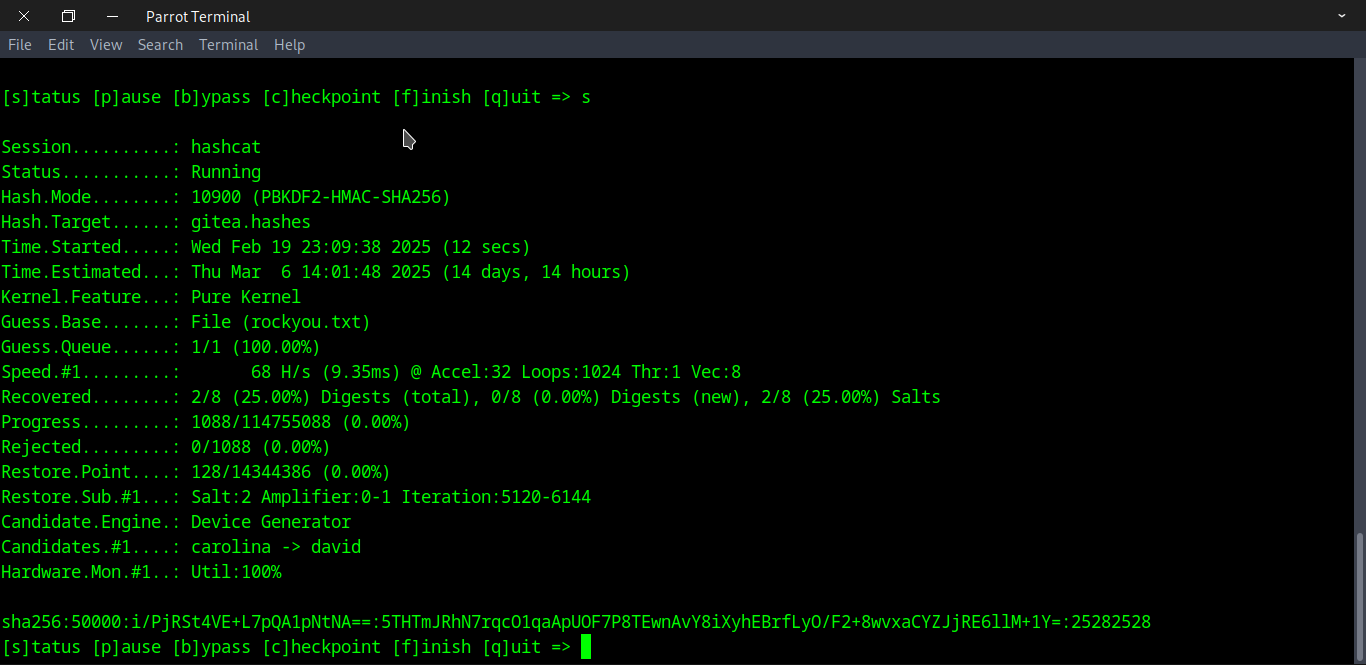 Parrot Terminal
File Edit View Search Terminal Help
[s]tatus [p]ause [b]ypass [c]heckpoint [f]inish [q]uit => s
Session..........: hashcat
Status...........: Running
Hash.Mode........: 10900 (PBKDF2-HMAC-SHA256)
Hash.Target......: gitea.hashes
Time.Started.....: Wed Feb 19 23:09:38 2025 (12 secs)
Time.Estimated...: Thu Mar  6 14:01:48 2025 (14 days, 14 hours)
Kernel.Feature...: Pure Kernel
Guess.Base.......: File (rockyou.txt)
Guess.Queue......: 1/1 (100.00%)
Speed.#1.........:       68 H/s (9.35ms) @ Accel:32 Loops:1024 Thr:1 Vec:8
Recovered........: 2/8 (25.00%) Digests (total), 0/8 (0.00%) Digests (new), 2/8 (25.00%) Salts
Progress.........: 1088/114755088 (0.00%)
Rejected.........: 0/1088 (0.00%)
Restore.Point....: 128/14344386 (0.00%)
Restore.Sub.#1...: Salt:2 Amplifier:0-1 Iteration:5120-6144
Candidate.Engine.: Device Generator
Candidates.#1....: carolina -> david
Hardware.Mon.#1..: Util:100%
sha256:50000:i/PjRSt4VE+L7pQA1pNtNA==:5THTmJRhN7rqcO1qaApUOF7P8TEwnAvY8iXyhEBrfLyO/F2+8wvxaCYZJjRE6llM+1Y=:25282528
[s]tatus [p]ause [b]ypass [c]heckpoint [f]inish [q]uit =>